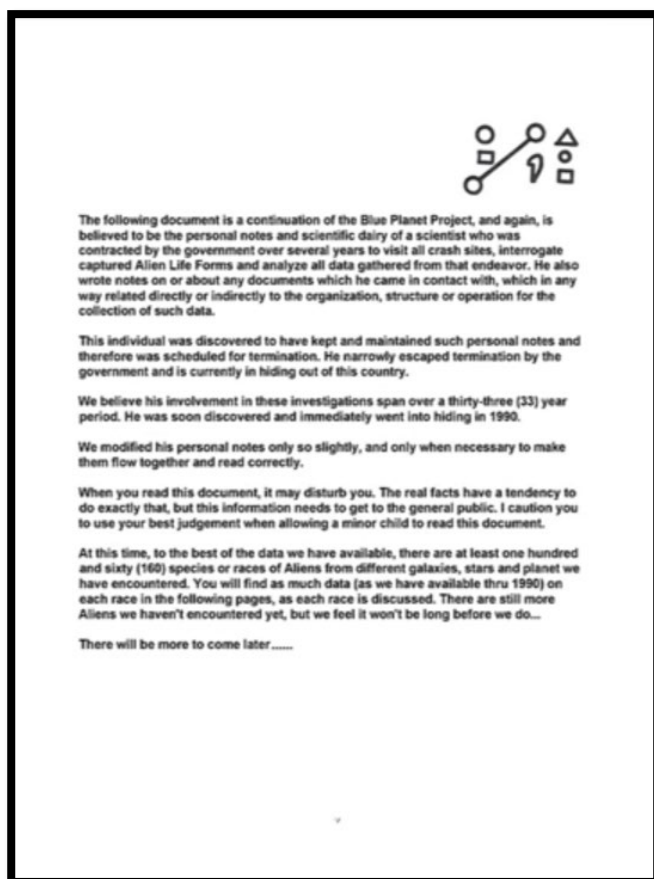 The following document is a continuation of the Blue Planet Project, and again, is
believed to be the personal notes and scientific dairy of a scientist who was
contracted by the government over several years to visit all crash sites, interrogate
captured Alien Life Forms and analyze all data gathered from that endeavor. He also
wrote notes on or about any documents which he came in contact with, which in any
way related directly or indirectly to the organization, structure or operation for the
collection of such data.
This individual was discovered to have kept and maintained such personal notes and
therefore was scheduled for termination. He narrowly escaped termination by the
government and is currently in hiding out of this country.
We believe his involvement in these investigations span over a thirty-three (33) year
period. He was soon discovered and immediately went into hiding in 1990.
We modified his personal notes only so slightly, and only when necessary to make
them flow together and read correctly.
When you read this document, it may disturb you. The real facts have a tendency to
do exactly that, but this information needs to get to the general public. I caution you
to use your best judgement when allowing a minor child to read this document.
At this time, to the best of the data we have available, there are at least one hundred
and sixty (160) species or races of Aliens from different galaxies, stars and planet we
have encountered. You will find as much data (as we have available thru 1990) on
each race in the following pages, as each race is discussed. There are still more
Aliens we haven't encountered yet, but we feel it won't be long before we do...
There will be more to come later......